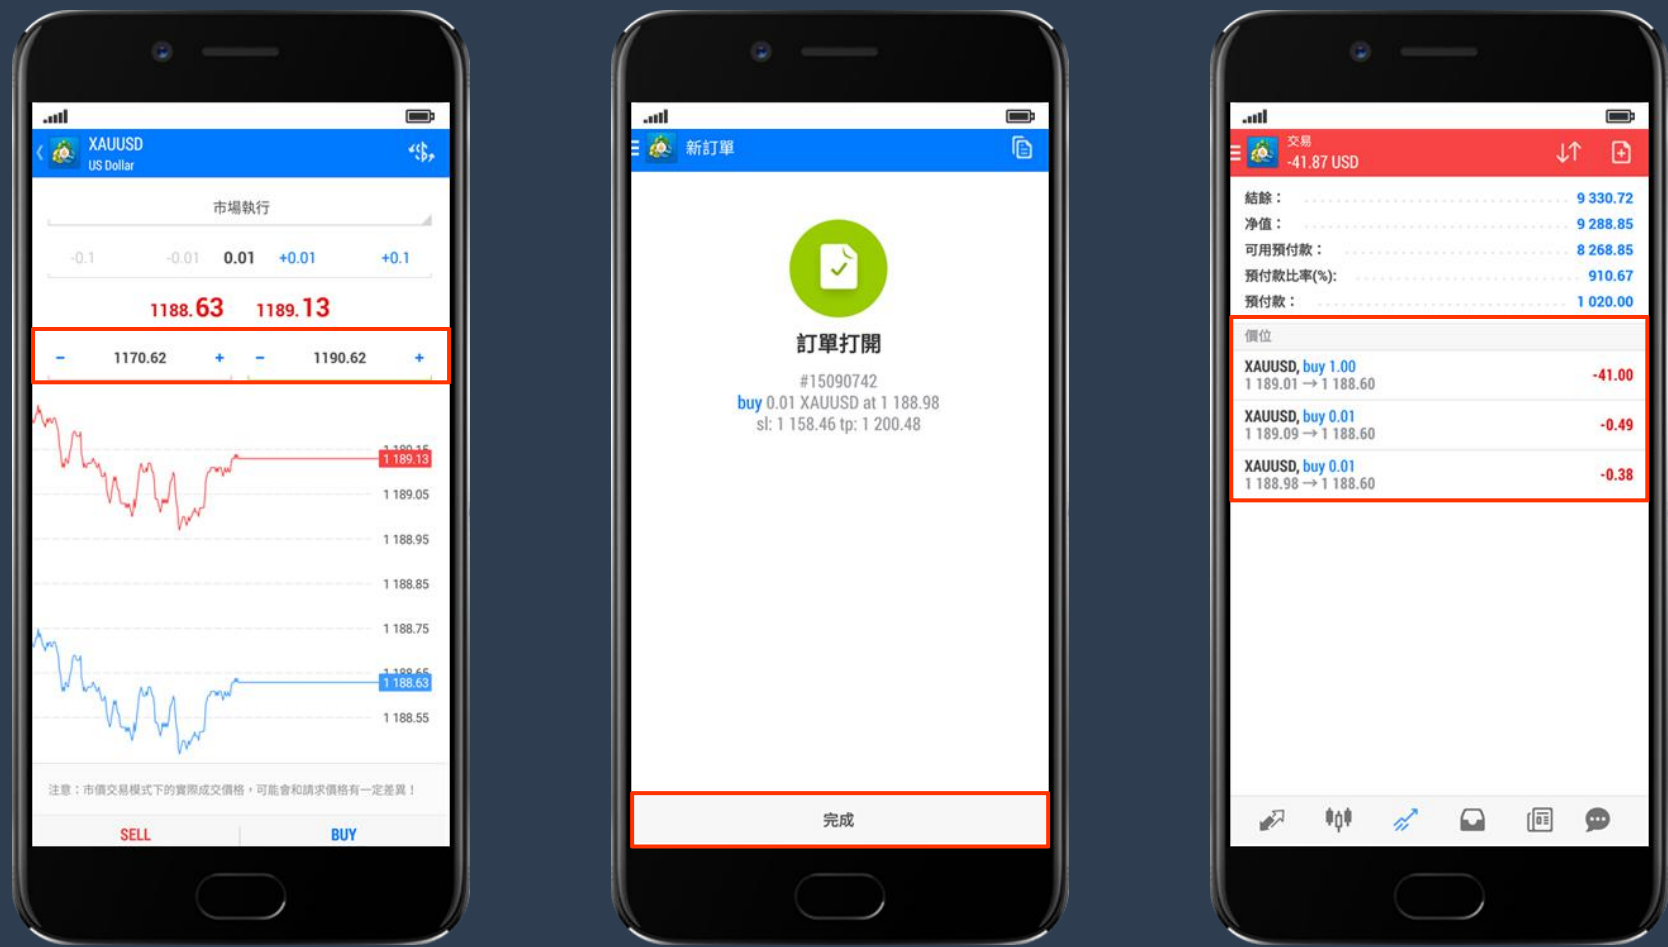 XAUUSD
US Dollar
市場執行
-0.1 -0.01 0.01 +0.01 +0.1
1188.63 1189.13
- 1170.62 + - 1190.62 +
1 189.15
1 189.13
1 189.05
1 188.95
1 188.85
1 188.75
1 188.65
1 188.63
1 188.55
注意：市價交易模式下的實際成交價格，可能會和請求價格有一定差異！
SELL BUY
新訂單
訂單打開
#15090742
buy 0.01 XAUUSD at 1 188.98
sl: 1 158.46 tp: 1 200.48
完成
交易
-41.87 USD
結餘： 9 330.72
净值： 9 288.85
可用預付款： 8 268.85
預付款比率(%): 910.67
預付款： 1 020.00
價位
XAUUSD, buy 1.00
1 189.01 → 1 188.60 -41.00
XAUUSD, buy 0.01
1 189.09 → 1 188.60 -0.49
XAUUSD, buy 0.01
1 188.98 → 1 188.60 -0.38